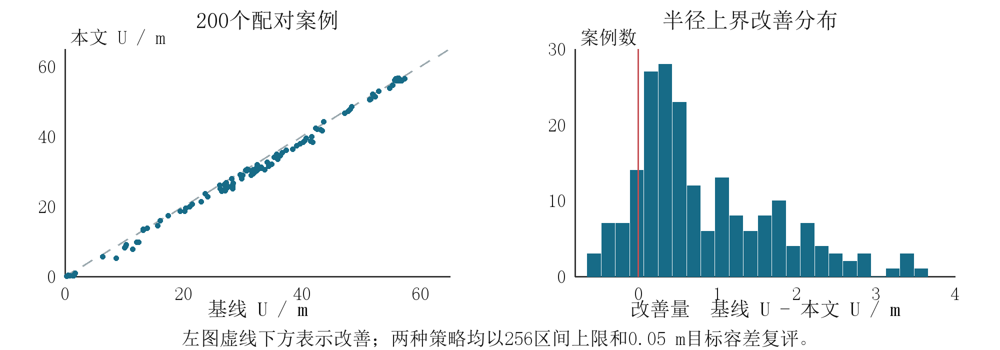 200个配对案例
本文 U / m
60
40
20
0
0 20 40 60
基线 U / m
半径上界改善分布
案例数
30
20
10
0
0 1 2 3 4
改善量 基线 U - 本文 U / m
左图虚线下方表示改善；两种策略均以256区间上限和0.05 m目标容差复评。